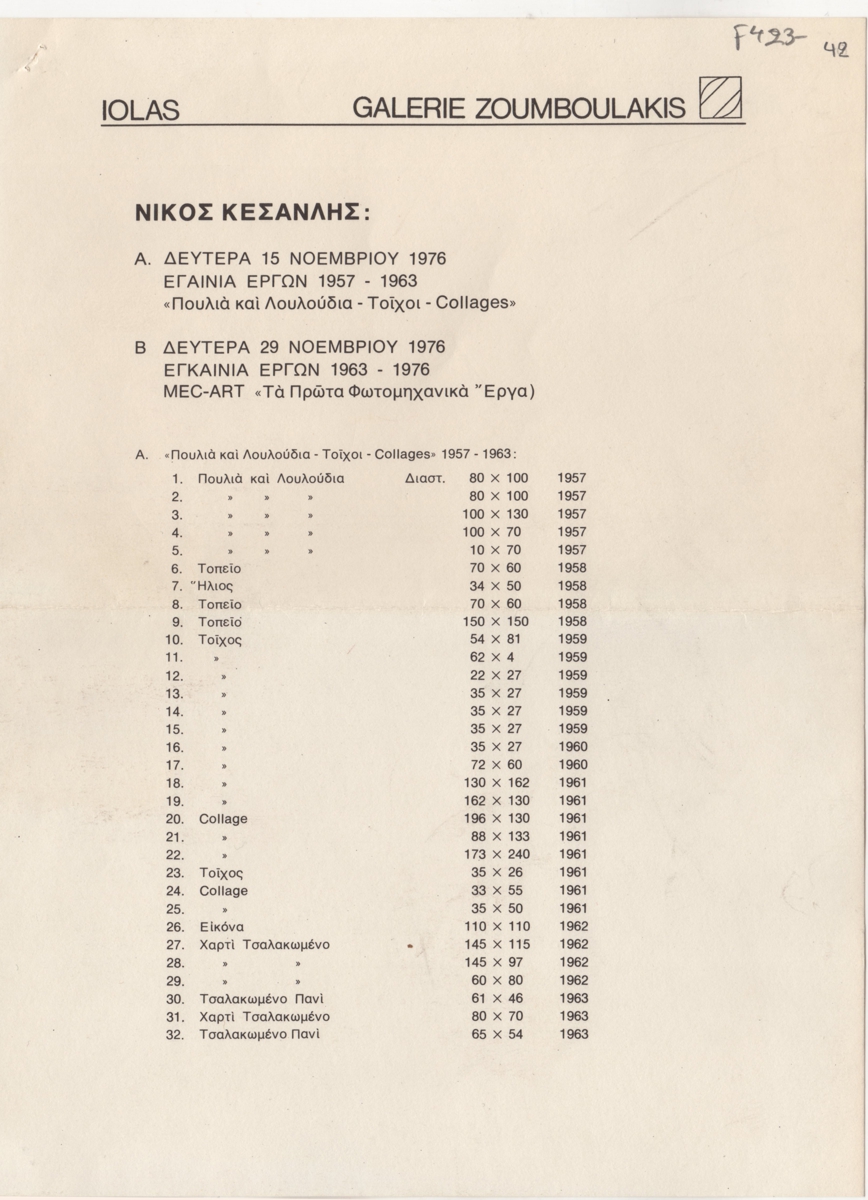 F423- 42
IOLAS GALERIE ZOUMBOULAKIS
ΝΙΚΟΣ ΚΕΣΑΝΛΗΣ:
Α. ΔΕΥΤΕΡΑ 15 ΝΟΕΜΒΡΙΟΥ 1976
ΕΓΑΙΝΙΑ ΕΡΓΩΝ 1957 - 1963
«Πουλιὰ καὶ Λουλούδια - Τοῖχοι - Collages»
Β ΔΕΥΤΕΡΑ 29 ΝΟΕΜΒΡΙΟΥ 1976
ΕΓΚΑΙΝΙΑ ΕΡΓΩΝ 1963 - 1976
MEC-ART «Τὰ Πρῶτα Φωτομηχανικὰ Ἔργα)
Α. «Πουλιὰ καὶ Λουλούδια - Τοῖχοι - Collages» 1957 - 1963:
1. Πουλιὰ καὶ Λουλούδια Διαστ. 80 × 100 1957
2. » » » 80 × 100 1957
3. » » » 100 × 130 1957
4. » » » 100 × 70 1957
5. » » » 10 × 70 1957
6. Τοπεῖο 70 × 60 1958
7. Ἥλιος 34 × 50 1958
8. Τοπεῖο 70 × 60 1958
9. Τοπεῖο 150 × 150 1958
10. Τοῖχος 54 × 81 1959
11. » 62 × 4 1959
12. » 22 × 27 1959
13. » 35 × 27 1959
14. » 35 × 27 1959
15. » 35 × 27 1959
16. » 35 × 27 1960
17. » 72 × 60 1960
18. » 130 × 162 1961
19. » 162 × 130 1961
20. Collage 196 × 130 1961
21. » 88 × 133 1961
22. » 173 × 240 1961
23. Τοῖχος 35 × 26 1961
24. Collage 33 × 55 1961
25. » 35 × 50 1961
26. Εἰκόνα 110 × 110 1962
27. Χαρτὶ Τσαλακωμένο 145 × 115 1962
28. » » 145 × 97 1962
29. » » 60 × 80 1962
30. Τσαλακωμένο Πανὶ 61 × 46 1963
31. Χαρτὶ Τσαλακωμένο 80 × 70 1963
32. Τσαλακωμένο Πανὶ 65 × 54 1963